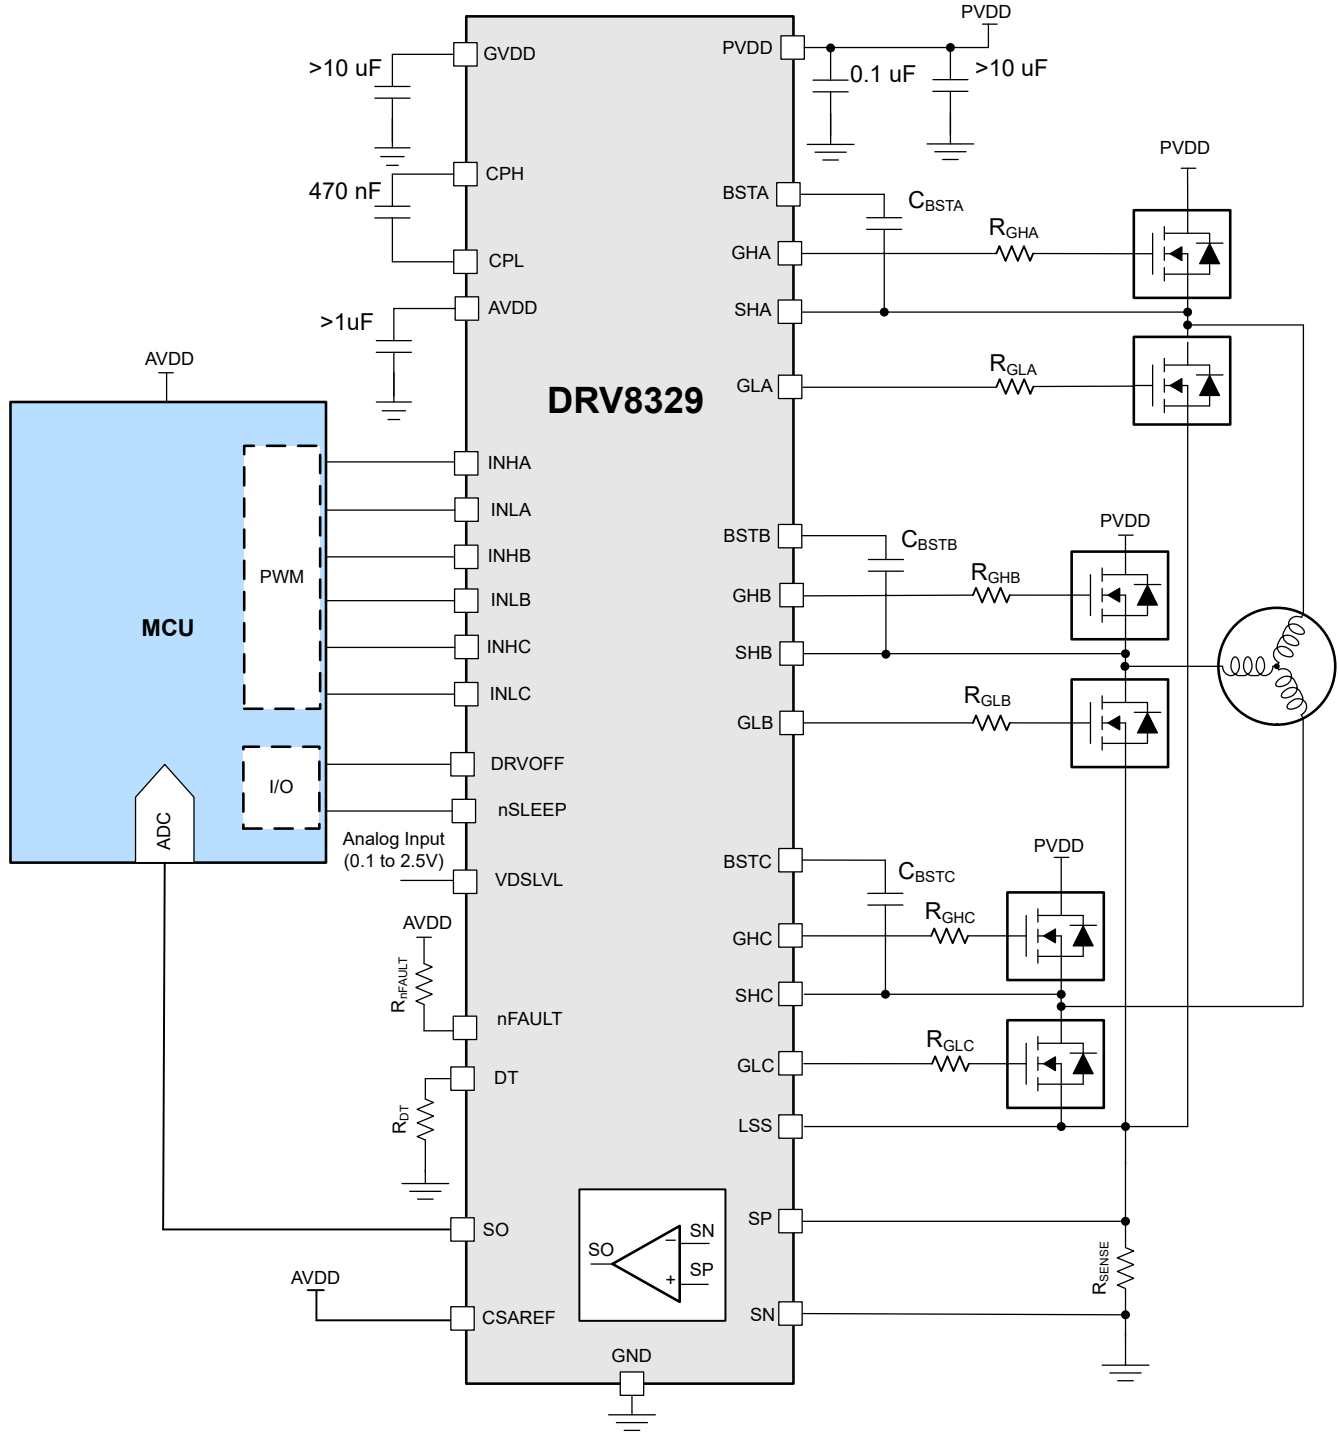 PVDD
GVDD
PVDD
>10 uF
0.1 uF
>10 uF
CPH
470 nF
CPL
PVDD
BSTA
CBSTA
RGHA
GHA
AVDD
>1uF
SHA
AVDD
DRV8329
RGLA
GLA
MCU
PWM
INHA
INLA
INHB
INLB
INHC
INLC
I/O
DRVOFF
nSLEEP
ADC
Analog Input
(0.1 to 2.5V)
VDSLVL
BSTB
CBSTB
PVDD
RGHB
GHB
SHB
RGLB
GLB
BSTC
CBSTC
PVDD
RGHC
GHC
SHC
RGLC
GLC
LSS
AVDD
RnFAULT
nFAULT
DT
RDT
SO
SO
SN
SP
–
+
SP
RSENSE
SN
AVDD
CSAREF
GND